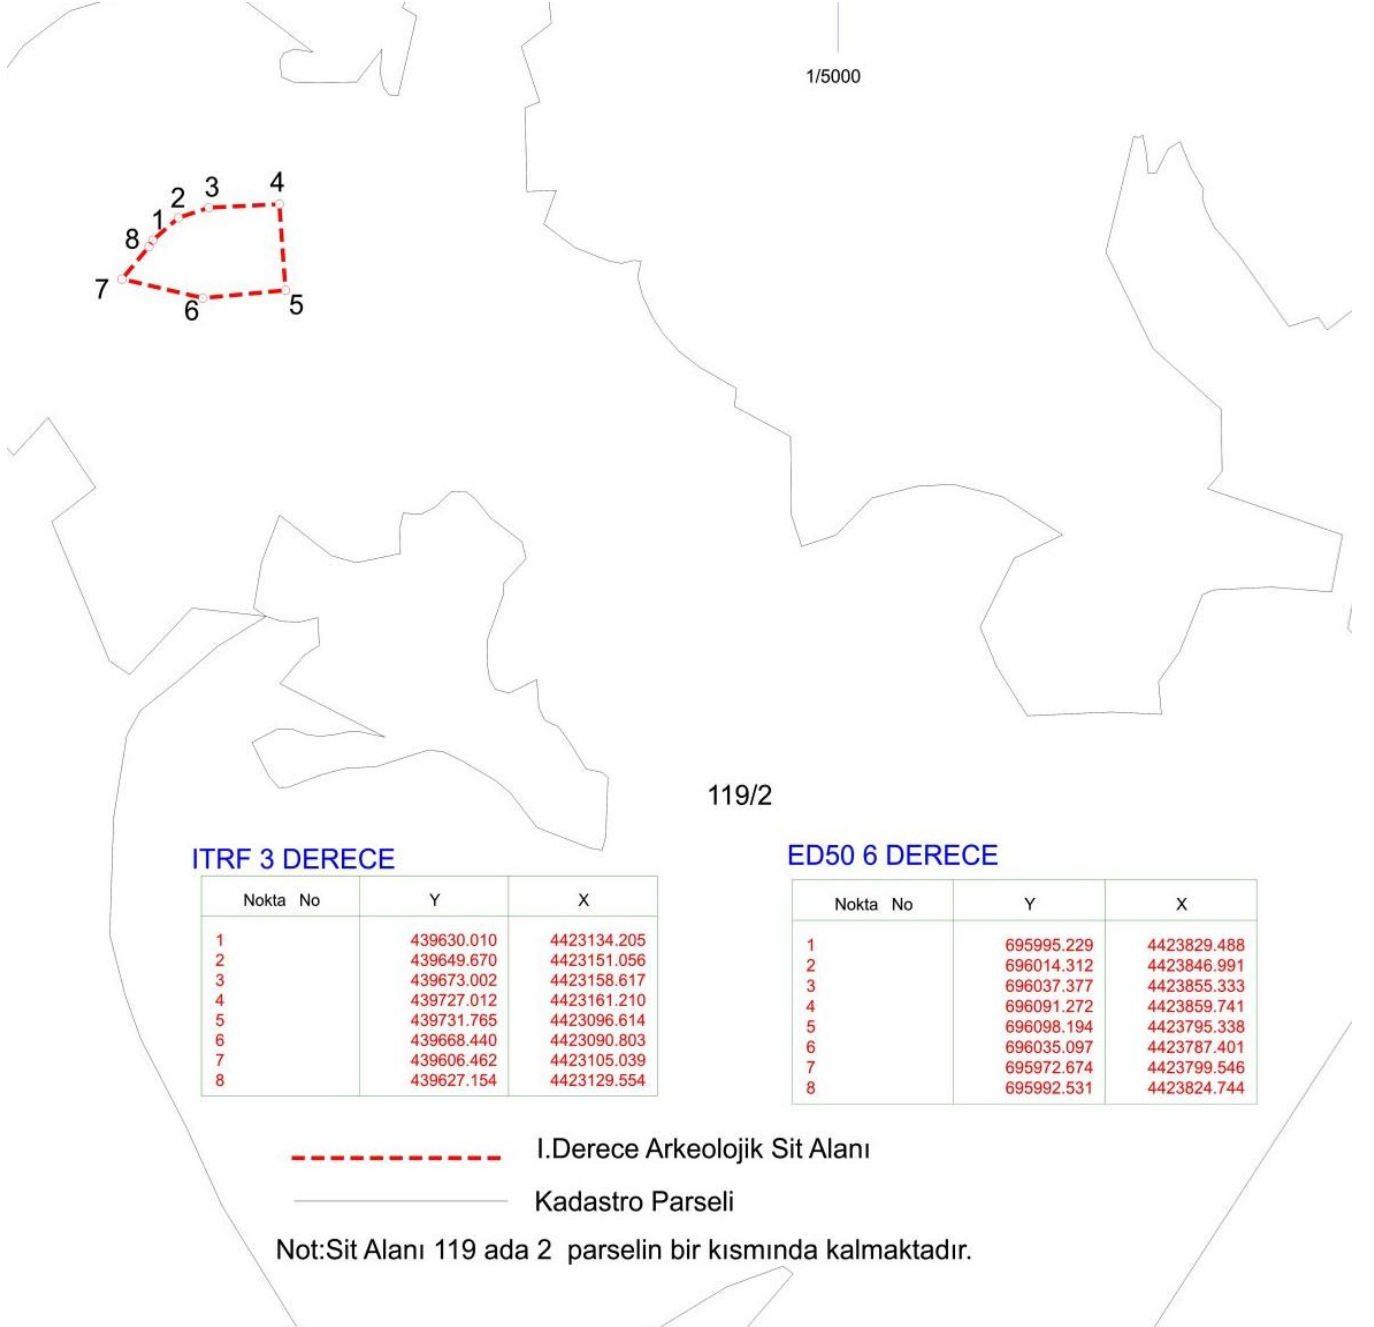 1/5000
4
3
2
1
8
7
6
5
119/2
ITRF 3 DERECE
Nokta No Y X
1 439630.010 4423134.205
2 439649.670 4423151.056
3 439673.002 4423158.617
4 439727.012 4423161.210
5 439731.765 4423096.614
6 439668.440 4423090.803
7 439606.462 4423105.039
8 439627.154 4423129.554
ED50 6 DERECE
Nokta No Y X
1 695995.229 4423829.488
2 696014.312 4423846.991
3 696037.377 4423855.333
4 696091.272 4423859.741
5 696098.194 4423795.338
6 696035.097 4423787.401
7 695972.674 4423799.546
8 695992.531 4423824.744
I.Derece Arkeolojik Sit Alanı
Kadastro Parseli
Not:Sit Alanı 119 ada 2 parselin bir kısmında kalmaktadır.